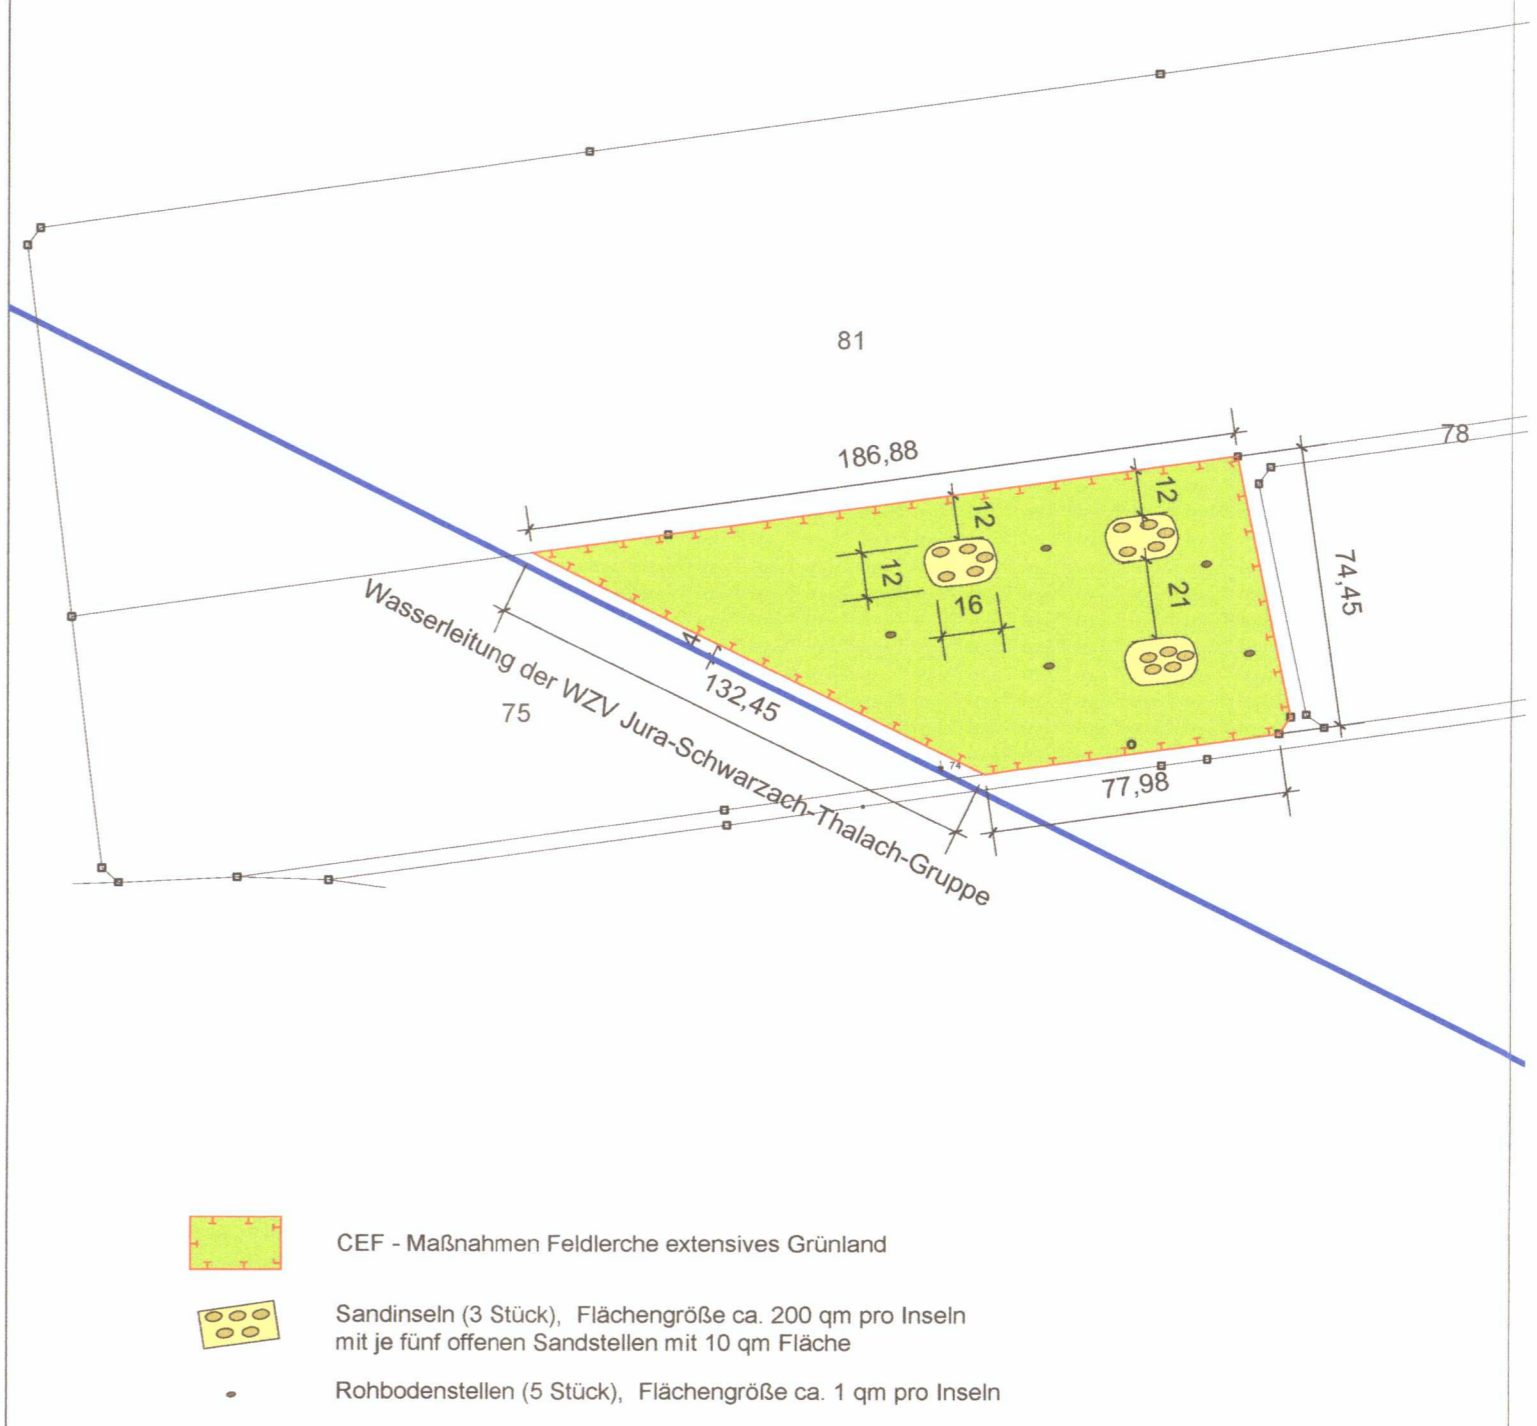 81
78
186,88
12
12
12
16
21
74,45
4
132,45
74
77,98
75
Wasserleitung der WZV Jura-Schwarzach-Thalach-Gruppe
CEF - Maßnahmen Feldlerche extensives Grünland
Sandinseln (3 Stück), Flächengröße ca. 200 qm pro Inseln
mit je fünf offenen Sandstellen mit 10 qm Fläche
Rohbodenstellen (5 Stück), Flächengröße ca. 1 qm pro Inseln